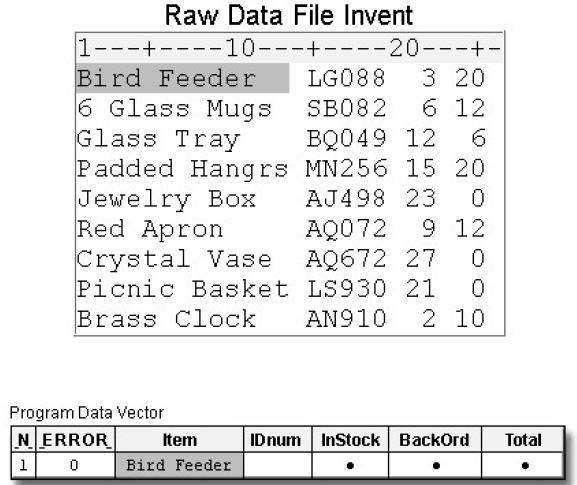 Raw Data File Invent
1---+----10---+----20---+-
Bird Feeder   LG088  3 20
6 Glass Mugs  SB082  6 12
Glass Tray    BQ049 12  6
Padded Hangrs MN256 15 20
Jewelry Box   AJ498 23  0
Red Apron     AQ072  9 12
Crystal Vase  AQ672 27  0
Picnic Basket LS930 21  0
Brass Clock   AN910  2 10
Program Data Vector
_N_ _ERROR_ Item IDnum InStock BackOrd Total
1 0 Bird Feeder • • •